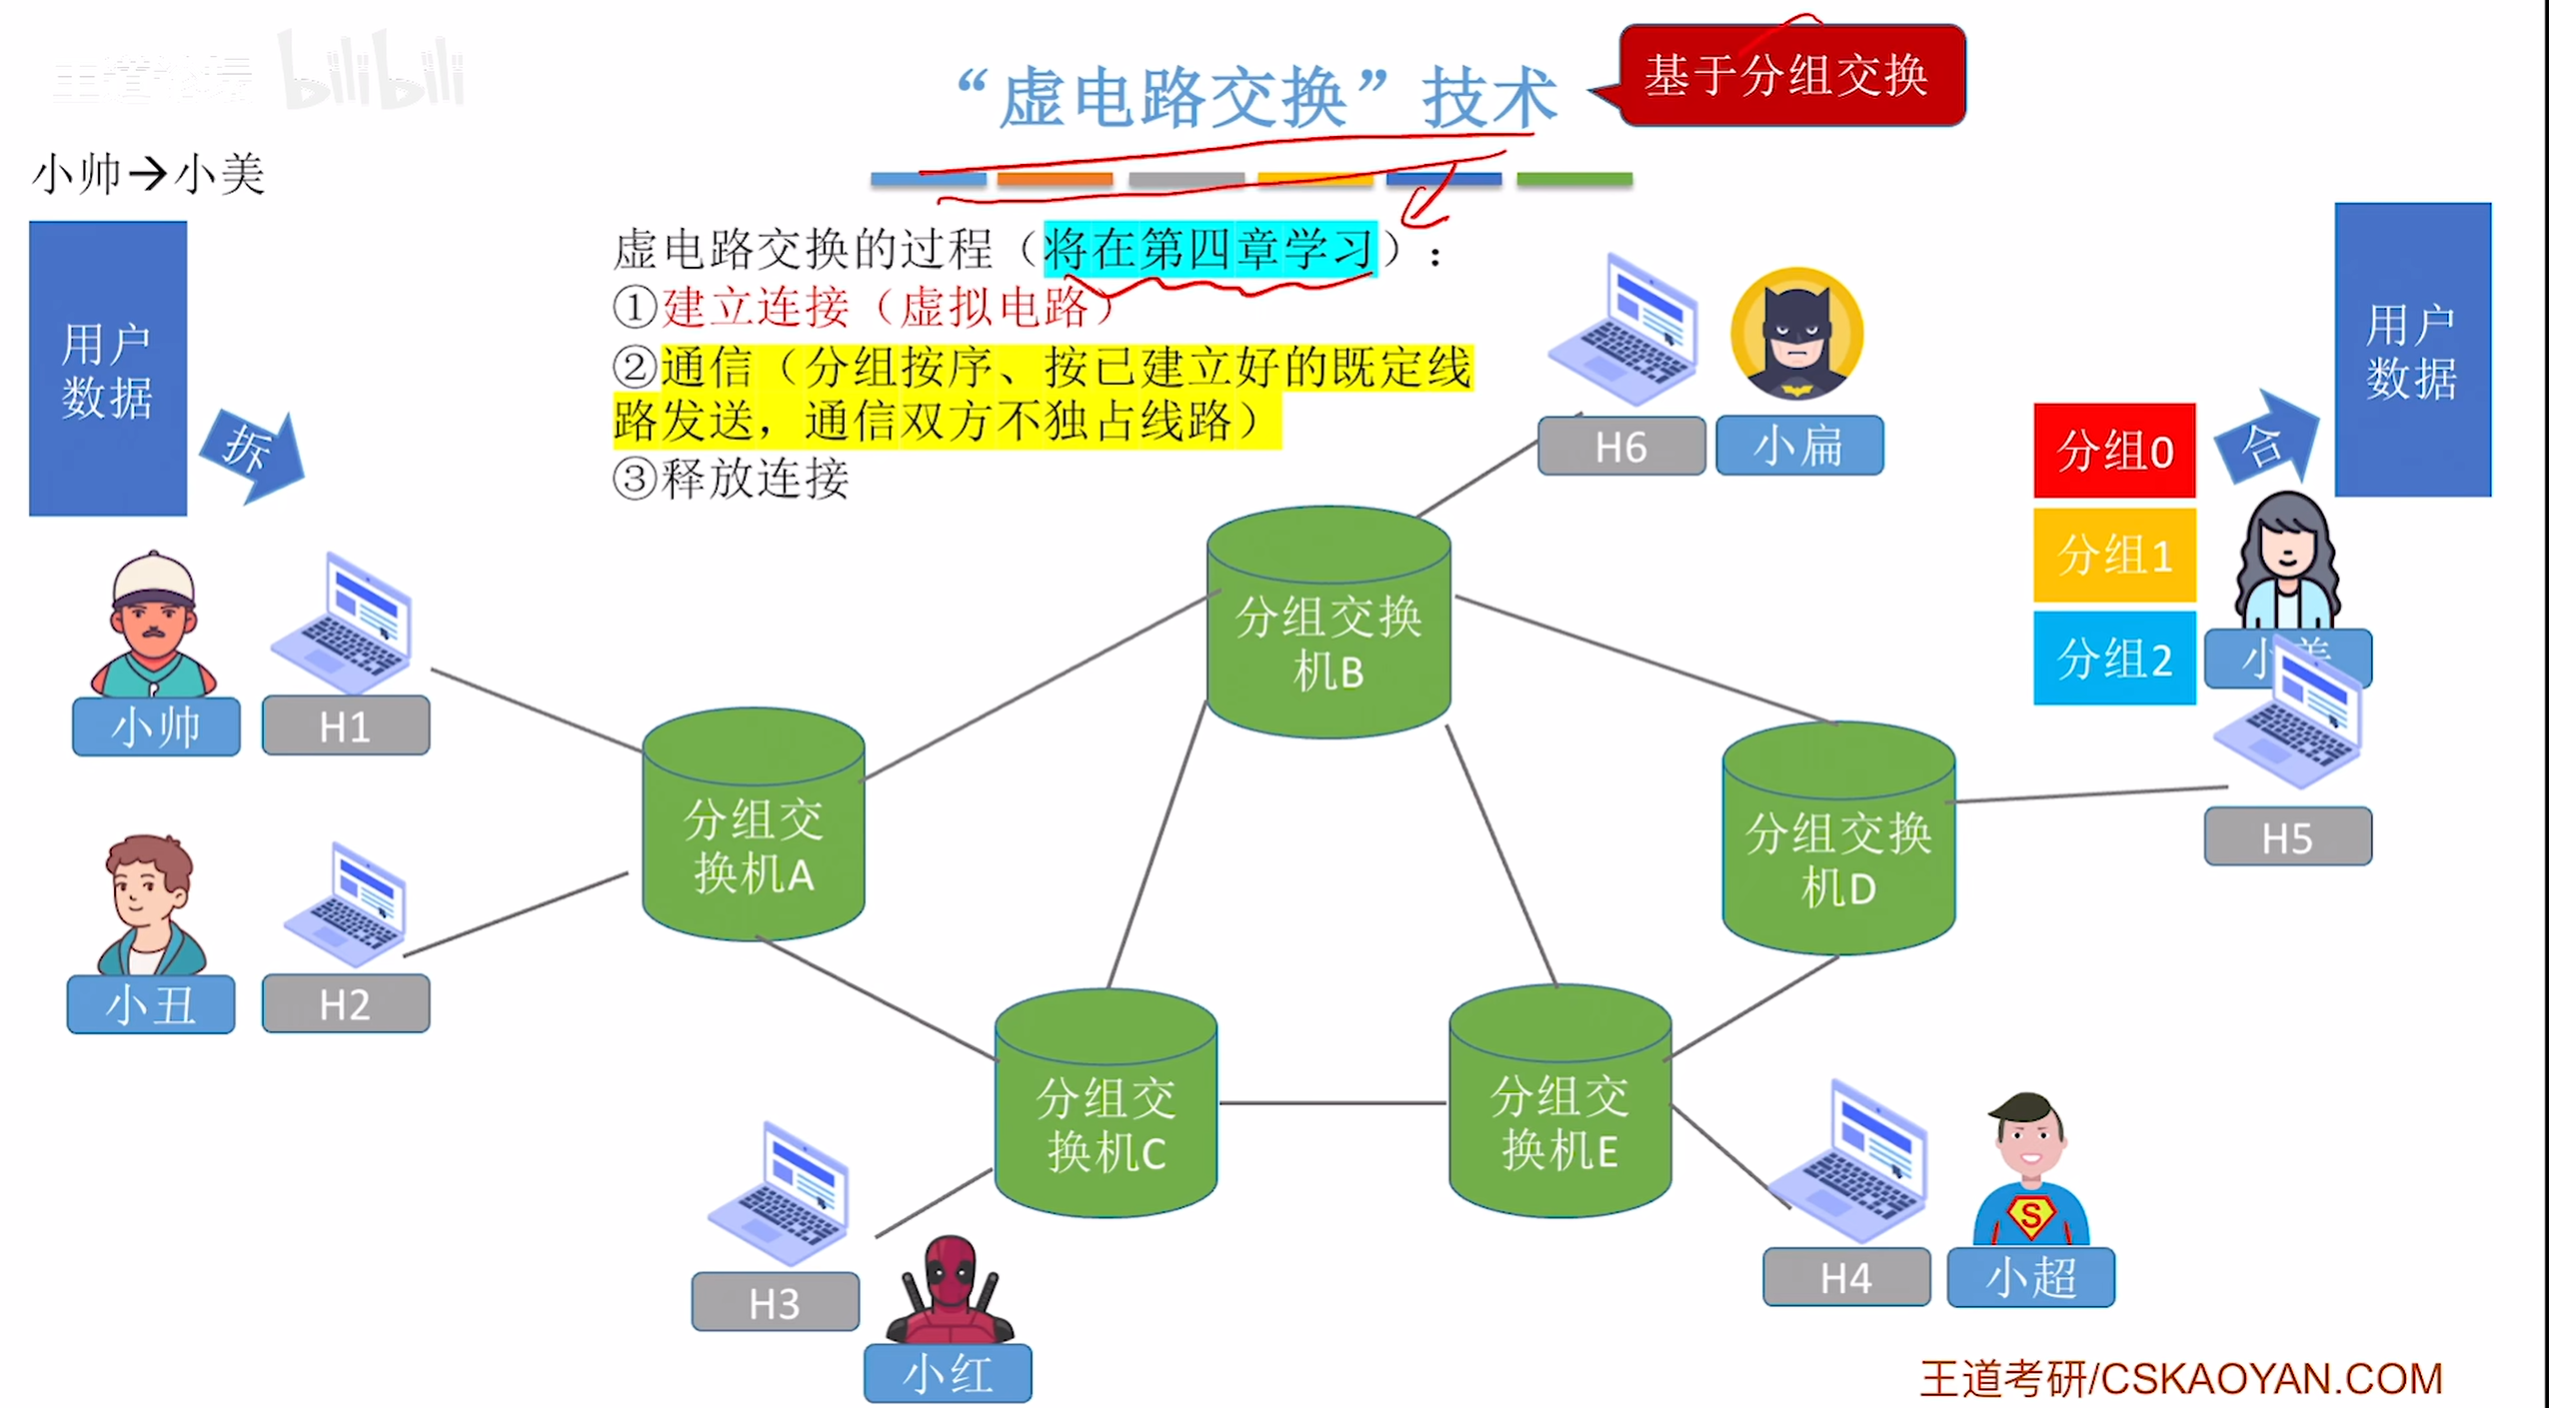 王道论坛 bilibili
“虚电路交换”技术
基于分组交换
小帅→小美
虚电路交换的过程（将在第四章学习）：
①建立连接（虚拟电路）
②通信（分组按序、按已建立好的既定线
路发送，通信双方不独占线路）
③释放连接
用户
数据
拆
用户
数据
合
分组0
分组1
分组2
H6
小扁
小帅
H1
小美
H5
小丑
H2
分组交换
机B
分组交
换机A
分组交换
机D
分组交
换机C
分组交
换机E
H3
小红
H4
S
小超
王道考研/CSKAOYAN.COM